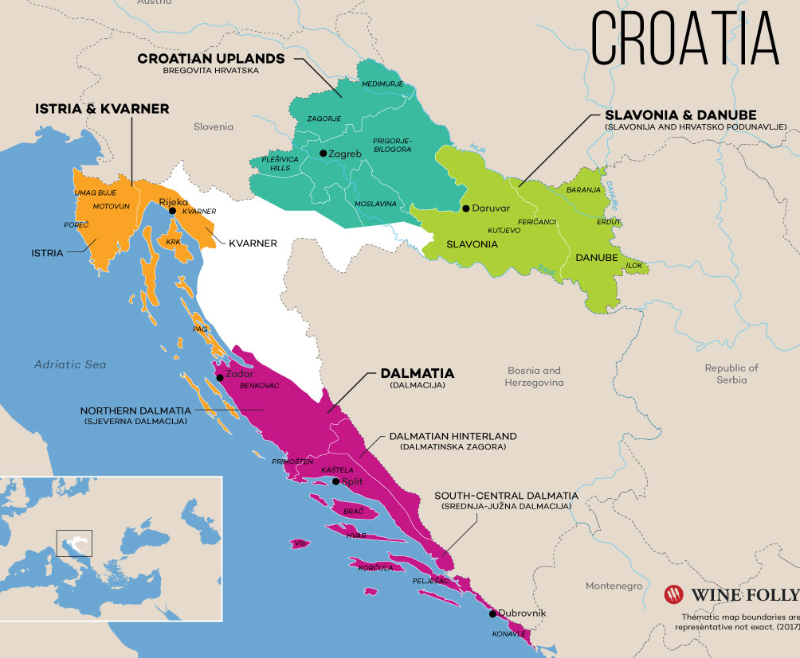 Austria
CROATIA
CROATIAN UPLANDS
BREGOVITA HRVATSKA
MEDIMURJE
ISTRIA & KVARNER
ZAGORJE
SLAVONIA & DANUBE
(SLAVONIJA AND HRVATSKO PODUNAVLJE)
Slovenia
PRIGORJE-
BILOGORA
MUR
Zagreb
PLEŠIVICA
HILLS
UMAG BUJE
MOTOVUN
Rijeka
KVARNER
MOSLAVINA
Daruvar
BARANJA
DANUBE
POREČ
FERIČANCI
ERDUT
KUTJEVO
KRK
KVARNER
SLAVONIA
ISTRIA
DANUBE
ILOK
PAG
Adriatic Sea
Zadar
BENKOVAC
DALMATIA
(DALMACIJA)
Bosnia and
Herzegovina
Republic of
Serbia
NORTHERN DALMATIA
(SJEVERNA DALMACIJA)
DALMATIAN HINTERLAND
(DALMATINSKA ZAGORA)
PRIMOŠTEN
KAŠTELA
Split
SOUTH-CENTRAL DALMATIA
(SREDNJA-JUŽNA DALMACIJA)
BRAČ
HVAR
VIS
KORČULA
PELJEŠAC
Montenegro
WINE FOLLY
Dubrovnik
KONAVLE
Thematic map boundaries are
representative not exact. (2017)